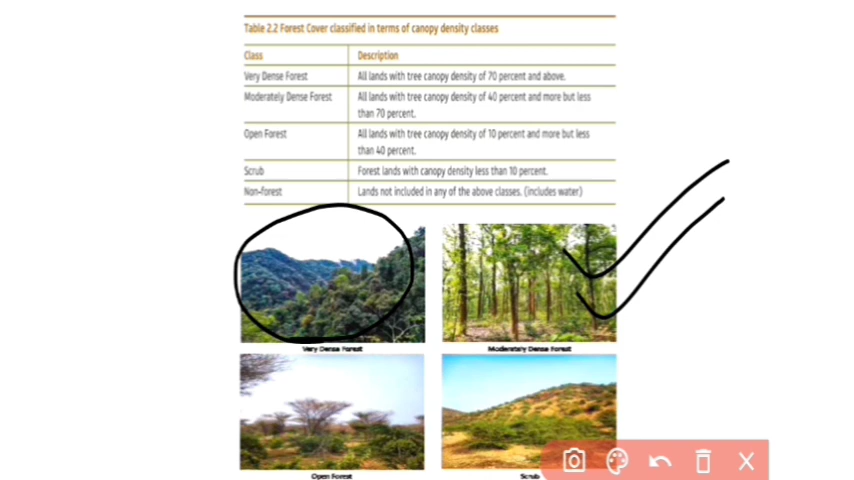 Table 2.2 Forest Cover classified in terms of canopy density classes
Class Description
Very Dense Forest All lands with tree canopy density of 70 percent and above.
Moderately Dense Forest All lands with tree canopy density of 40 percent and more but less
than 70 percent.
Open Forest All lands with tree canopy density of 10 percent and more but less
than 40 percent.
Scrub Forest lands with canopy density less than 10 percent.
Non-forest Lands not included in any of the above classes. (includes water)
Very Dense Forest Moderately Dense Forest
Open Forest Scrub